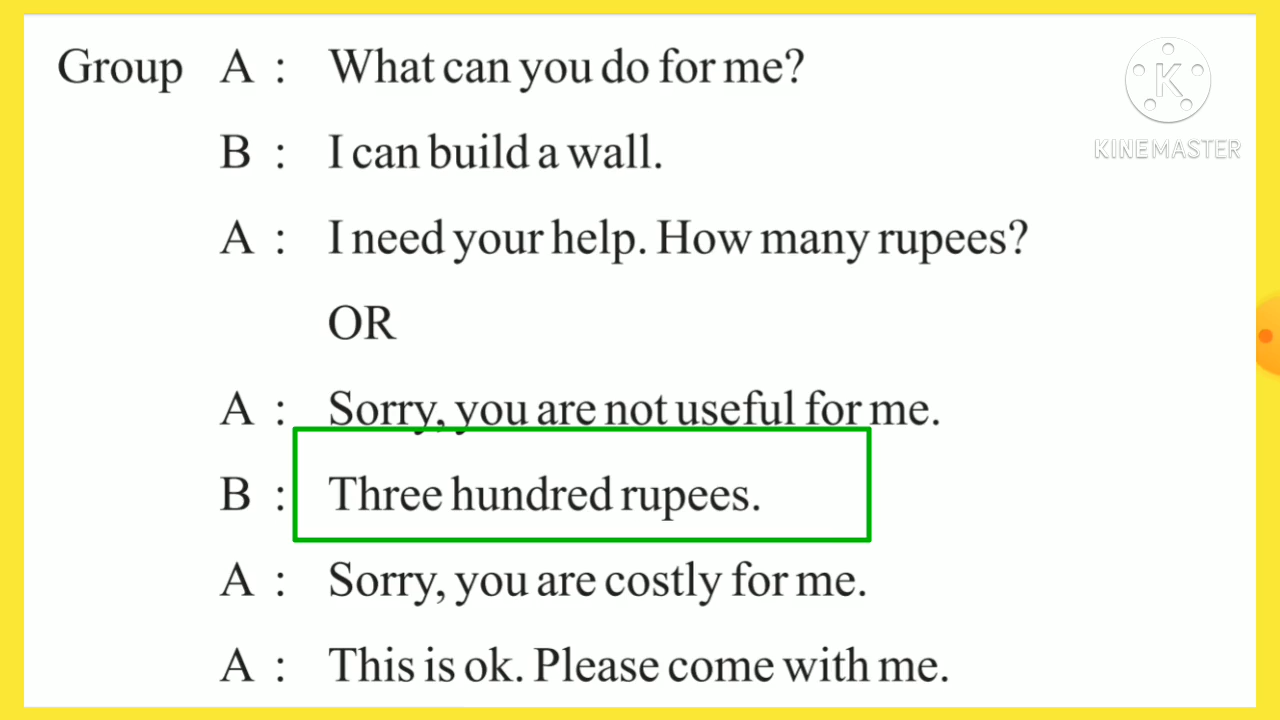 Group A : What can you do for me?
B : I can build a wall.
A : I need your help. How many rupees?
OR
A : Sorry, you are not useful for me.
B : Three hundred rupees.
A : Sorry, you are costly for me.
A : This is ok. Please come with me.
K
KINEMASTER